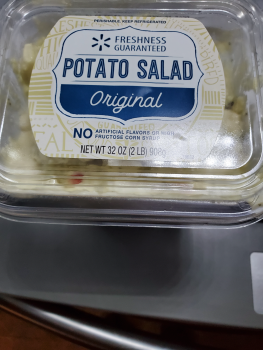 PERISHABLE. KEEP REFRIGERATED
FRESHNESS
GUARANTEED
POTATO SALAD
Original
NO ARTIFICIAL FLAVORS OR HIGH
FRUCTOSE CORN SYRUP
NET WT 32 OZ (2 LB) 908g